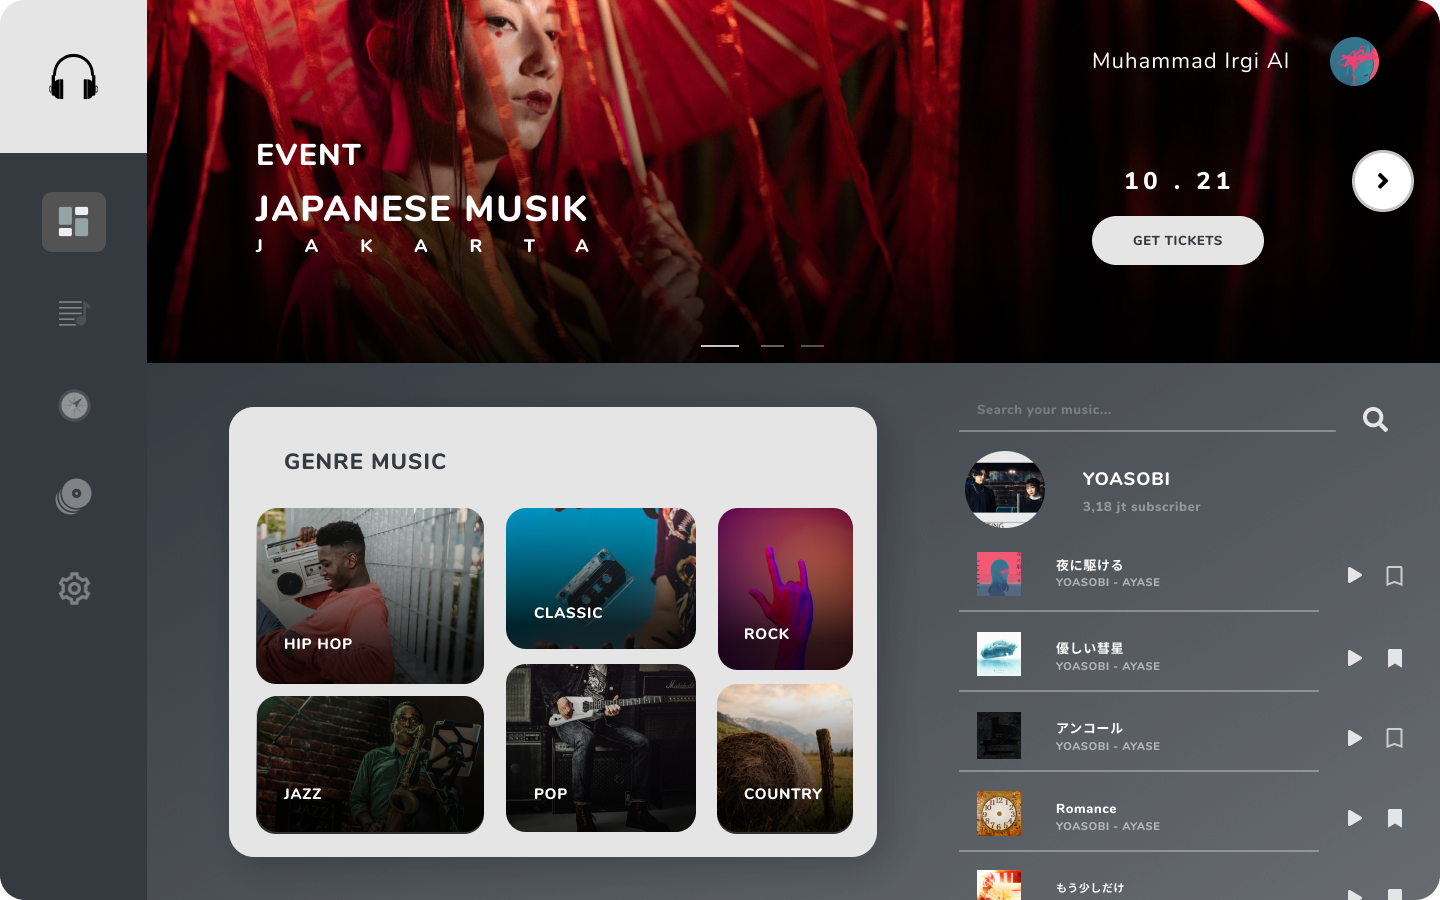 Muhammad Irgi Al
EVENT
JAPANESE MUSIK
JAKARTA
10 . 21
GET TICKETS
Search your music...
GENRE MUSIC
HIP HOP
CLASSIC
ROCK
JAZZ
POP
Marshall
COUNTRY
YOASOBI
3,18 jt subscriber
夜に駆ける
YOASOBI - AYASE
優しい彗星
YOASOBI - AYASE
アンコール
YOASOBI - AYASE
Romance
YOASOBI - AYASE
もう少しだけ